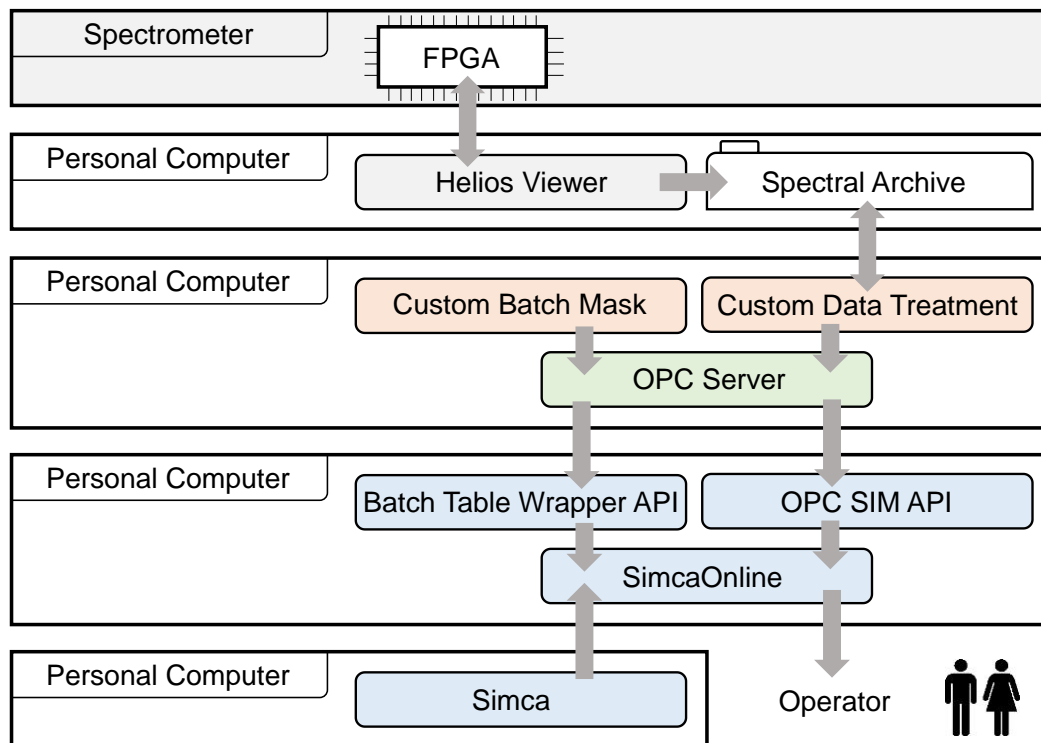 Spectrometer
FPGA
Personal Computer
Helios Viewer
Spectral Archive
Personal Computer
Custom Batch Mask
Custom Data Treatment
OPC Server
Personal Computer
Batch Table Wrapper API
OPC SIM API
SimcaOnline
Personal Computer
Simca
Operator